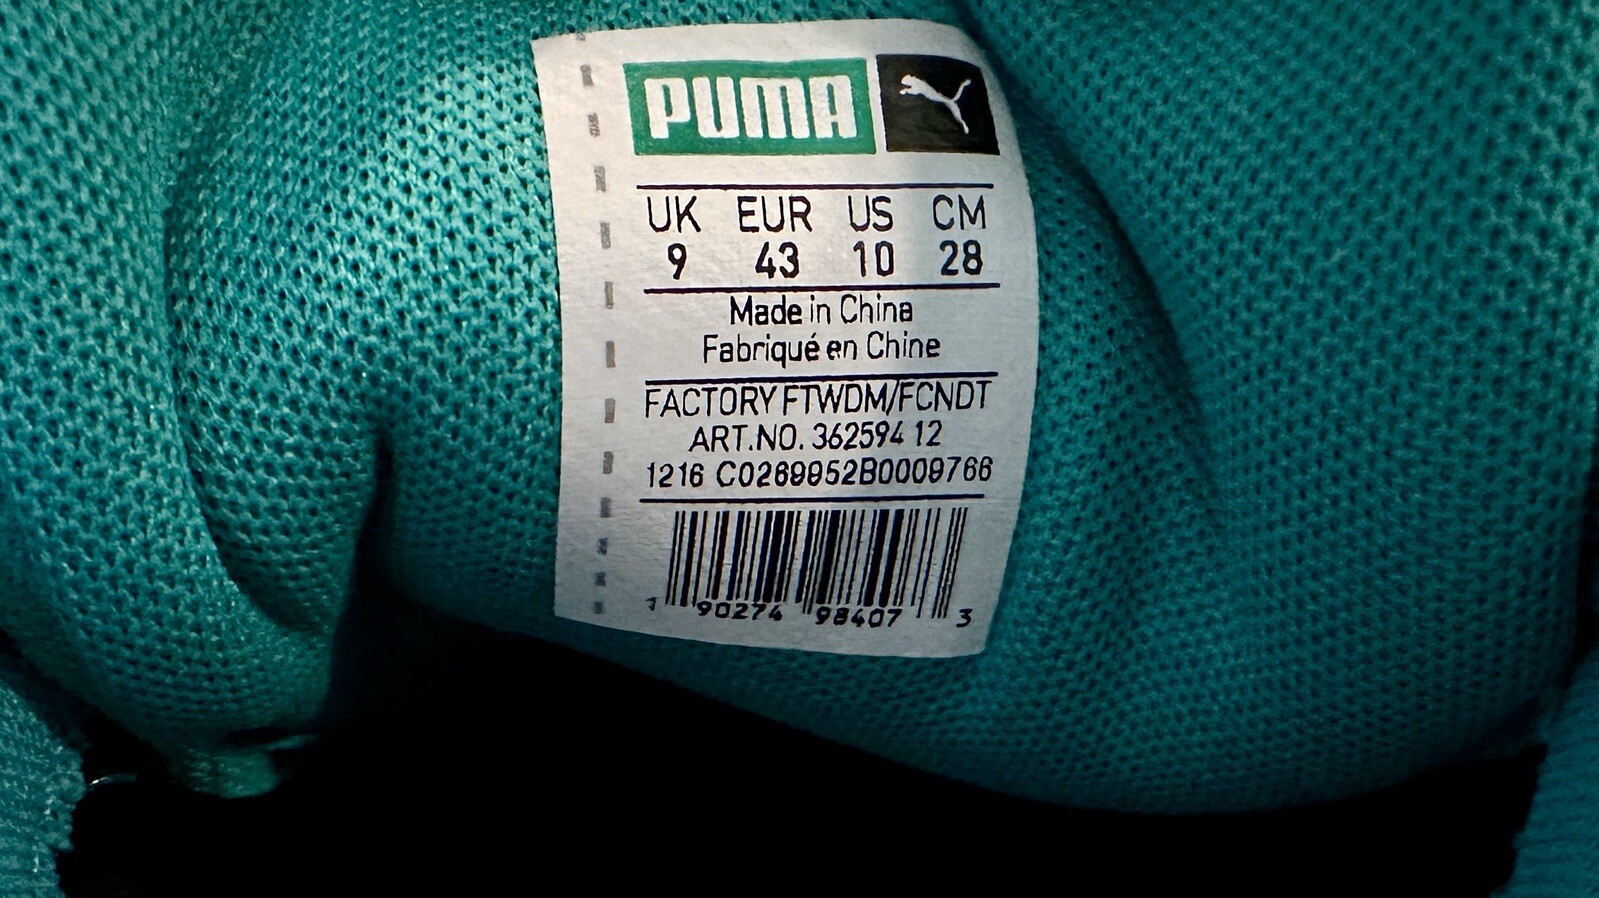 PUMA
UK EUR US CM
9 43 10 28
Made in China
Fabriqué en Chine
FACTORY FTWDM/FCNDT
ART.NO. 362594 12
1216 C0269952B0009766
1 90274 98407 3